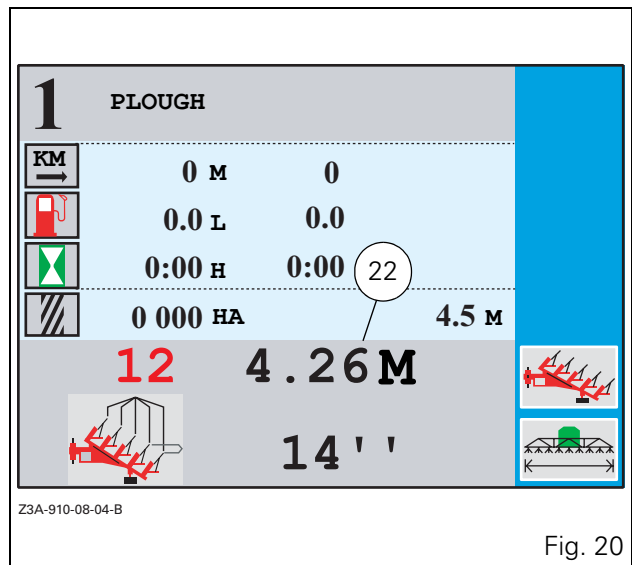 1 PLOUGH
KM 0 M 0
0.0 L 0.0
0:00 H 0:00 22
0 000 HA 4.5 M
12 4.26M
14''
Z3A-910-08-04-B
Fig. 20